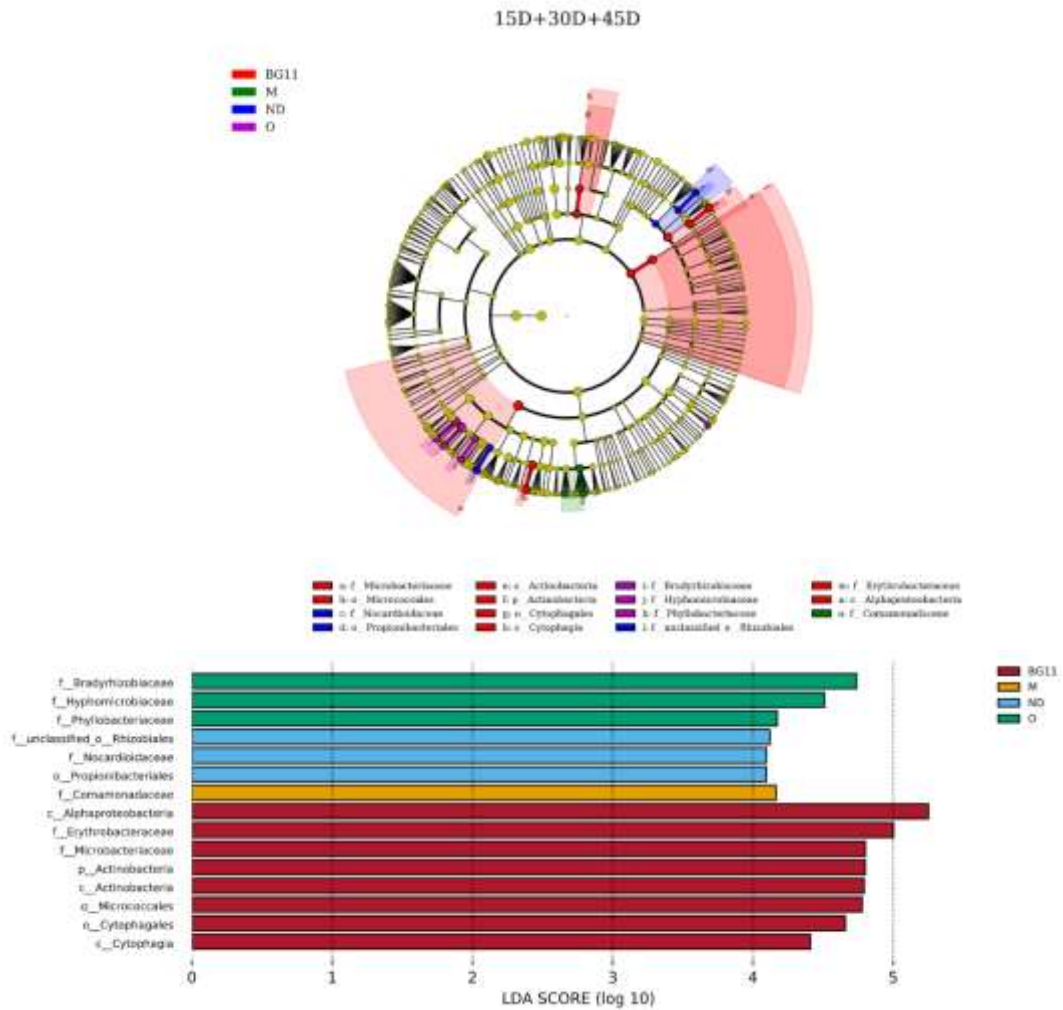 15D+30D+45D
BG11
M
ND
O
a: f__Microbacteriaceae
e: c__Actinobacteria
i: f__Bradyrhizobiaceae
m: f__Erythrobacteraceae
b: o__Micrococcales
f: p__Actinobacteria
j: f__Hyphomicrobiaceae
c__Alphaproteobacteria
c: f__Nocardioidaceae
g: o__Cytophagales
k: f__Phyllobacteriaceae
f__Comamonadaceae
d: o__Propionibacteriales
h: c__Cytophagia
l: f__unclassified_o__Rhizobiales
BG11
M
ND
O
f__Bradyrhizobiaceae
f__Hyphomicrobiaceae
f__Phyllobacteriaceae
f__unclassified_o__Rhizobiales
f__Nocardioidaceae
o__Propionibacteriales
f__Comamonadaceae
c__Alphaproteobacteria
f__Erythrobacteraceae
f__Microbacteriaceae
p__Actinobacteria
c__Actinobacteria
o__Micrococcales
o__Cytophagales
c__Cytophagia
0 1 2 3 4 5
LDA SCORE (log 10)